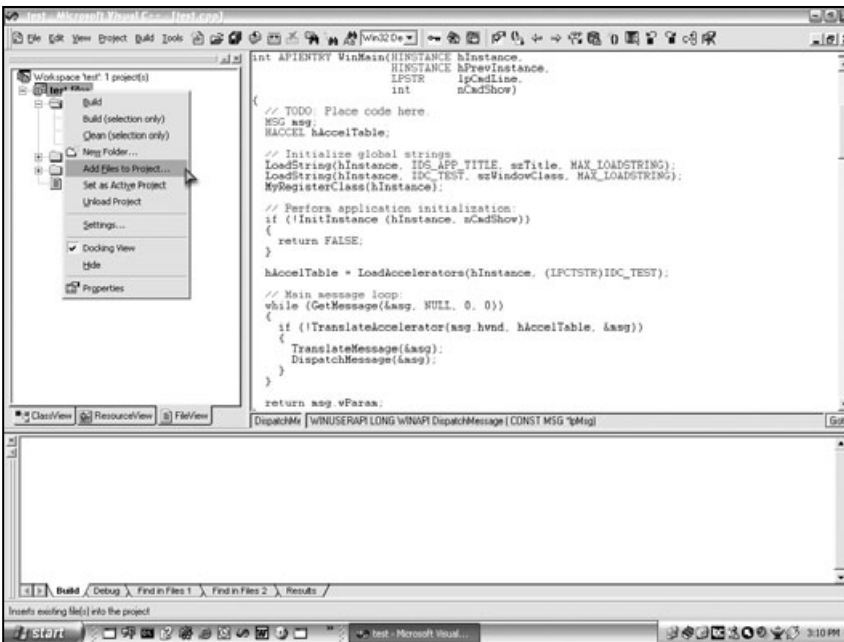 test - Microsoft Visual C++ - [test.cpp]
File Edit View Project Build Tools
Win32 De
Workspace 'test': 1 project(s)
test files
Build
Build (selection only)
Clean (selection only)
New Folder...
Add Files to Project...
Set as Active Project
Unload Project
Settings...
Docking View
Hide
Properties
ClassView ResourceView FileView
int APIENTRY WinMain(HINSTANCE hInstance,
HINSTANCE hPrevInstance,
LPSTR lpCmdLine,
int nCmdShow)
{
// TODO: Place code here.
MSG msg;
HACCEL hAccelTable;
// Initialize global strings
LoadString(hInstance, IDS_APP_TITLE, szTitle, MAX_LOADSTRING);
LoadString(hInstance, IDC_TEST, szWindowClass, MAX_LOADSTRING);
MyRegisterClass(hInstance);
// Perform application initialization:
if (!InitInstance (hInstance, nCmdShow))
{
return FALSE;
}
hAccelTable = LoadAccelerators(hInstance, (LPCTSTR)IDC_TEST);
// Main message loop:
while (GetMessage(&msg, NULL, 0, 0))
{
if (!TranslateAccelerator(msg.hwnd, hAccelTable, &msg))
{
TranslateMessage(&msg);
DispatchMessage(&msg);
}
}
return msg.wParam;
DispatchMe WINUSERAPI LONG WINAPI DispatchMessage ( CONST MSG *lpMsg) Got
Build Debug Find in Files 1 Find in Files 2 Results
Inserts existing file(s) into the project
start test - Microsoft Visual... 3:10 PM